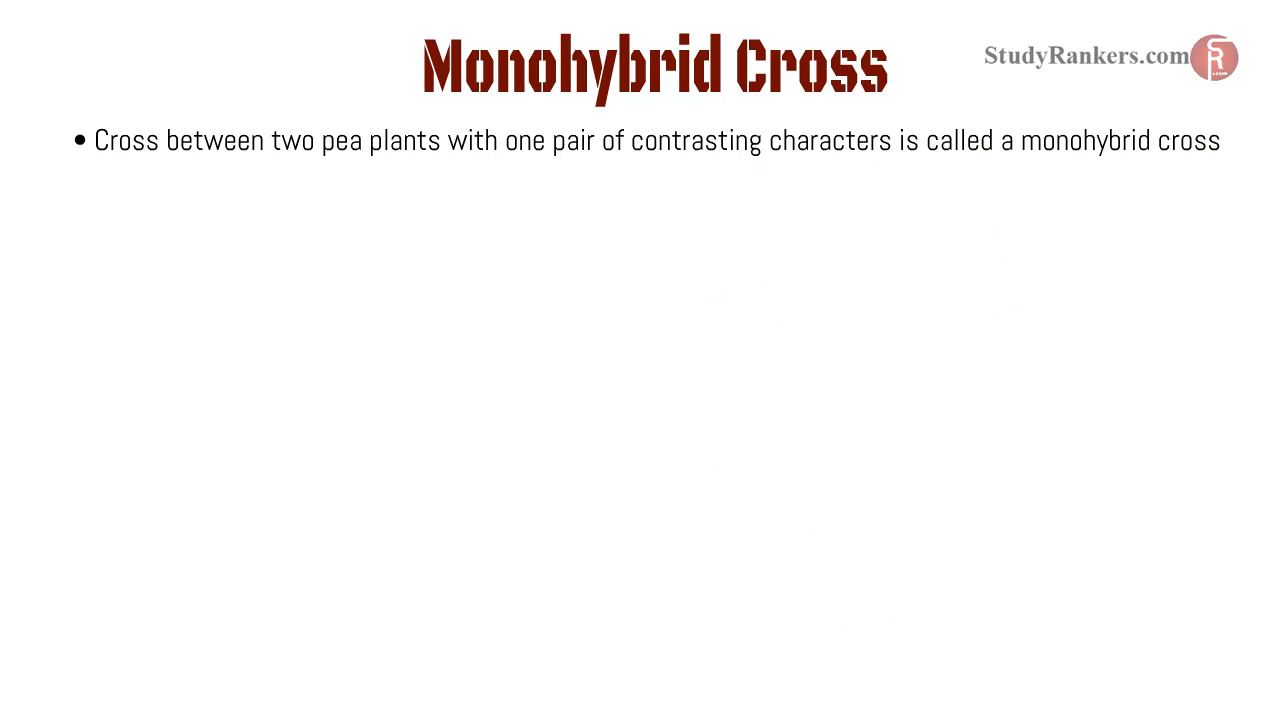 Monohybrid Cross
StudyRankers.com
• Cross between two pea plants with one pair of contrasting characters is called a monohybrid cross